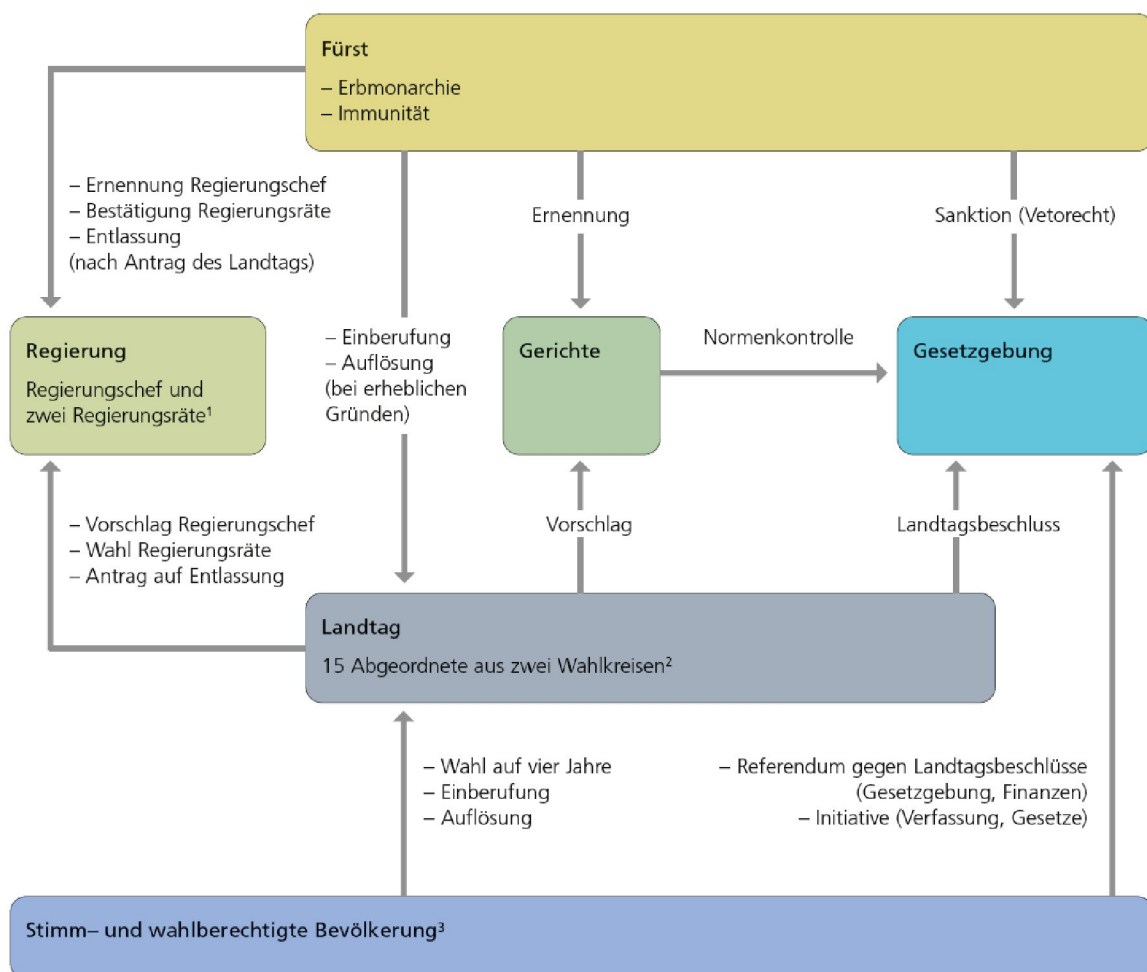 Fürst
– Erbmonarchie
– Immunität
– Ernennung Regierungschef
– Bestätigung Regierungsräte
– Entlassung
(nach Antrag des Landtags)
Ernennung
Sanktion (Vetorecht)
– Einberufung
– Auflösung
(bei erheblichen
Gründen)
Regierung
Regierungschef und
zwei Regierungsräte¹
Gerichte
Normenkontrolle
Gesetzgebung
– Vorschlag Regierungschef
– Wahl Regierungsräte
– Antrag auf Entlassung
Vorschlag
Landtagsbeschluss
Landtag
15 Abgeordnete aus zwei Wahlkreisen²
– Wahl auf vier Jahre
– Einberufung
– Auflösung
– Referendum gegen Landtagsbeschlüsse
(Gesetzgebung, Finanzen)
– Initiative (Verfassung, Gesetze)
Stimm– und wahlberechtigte Bevölkerung³